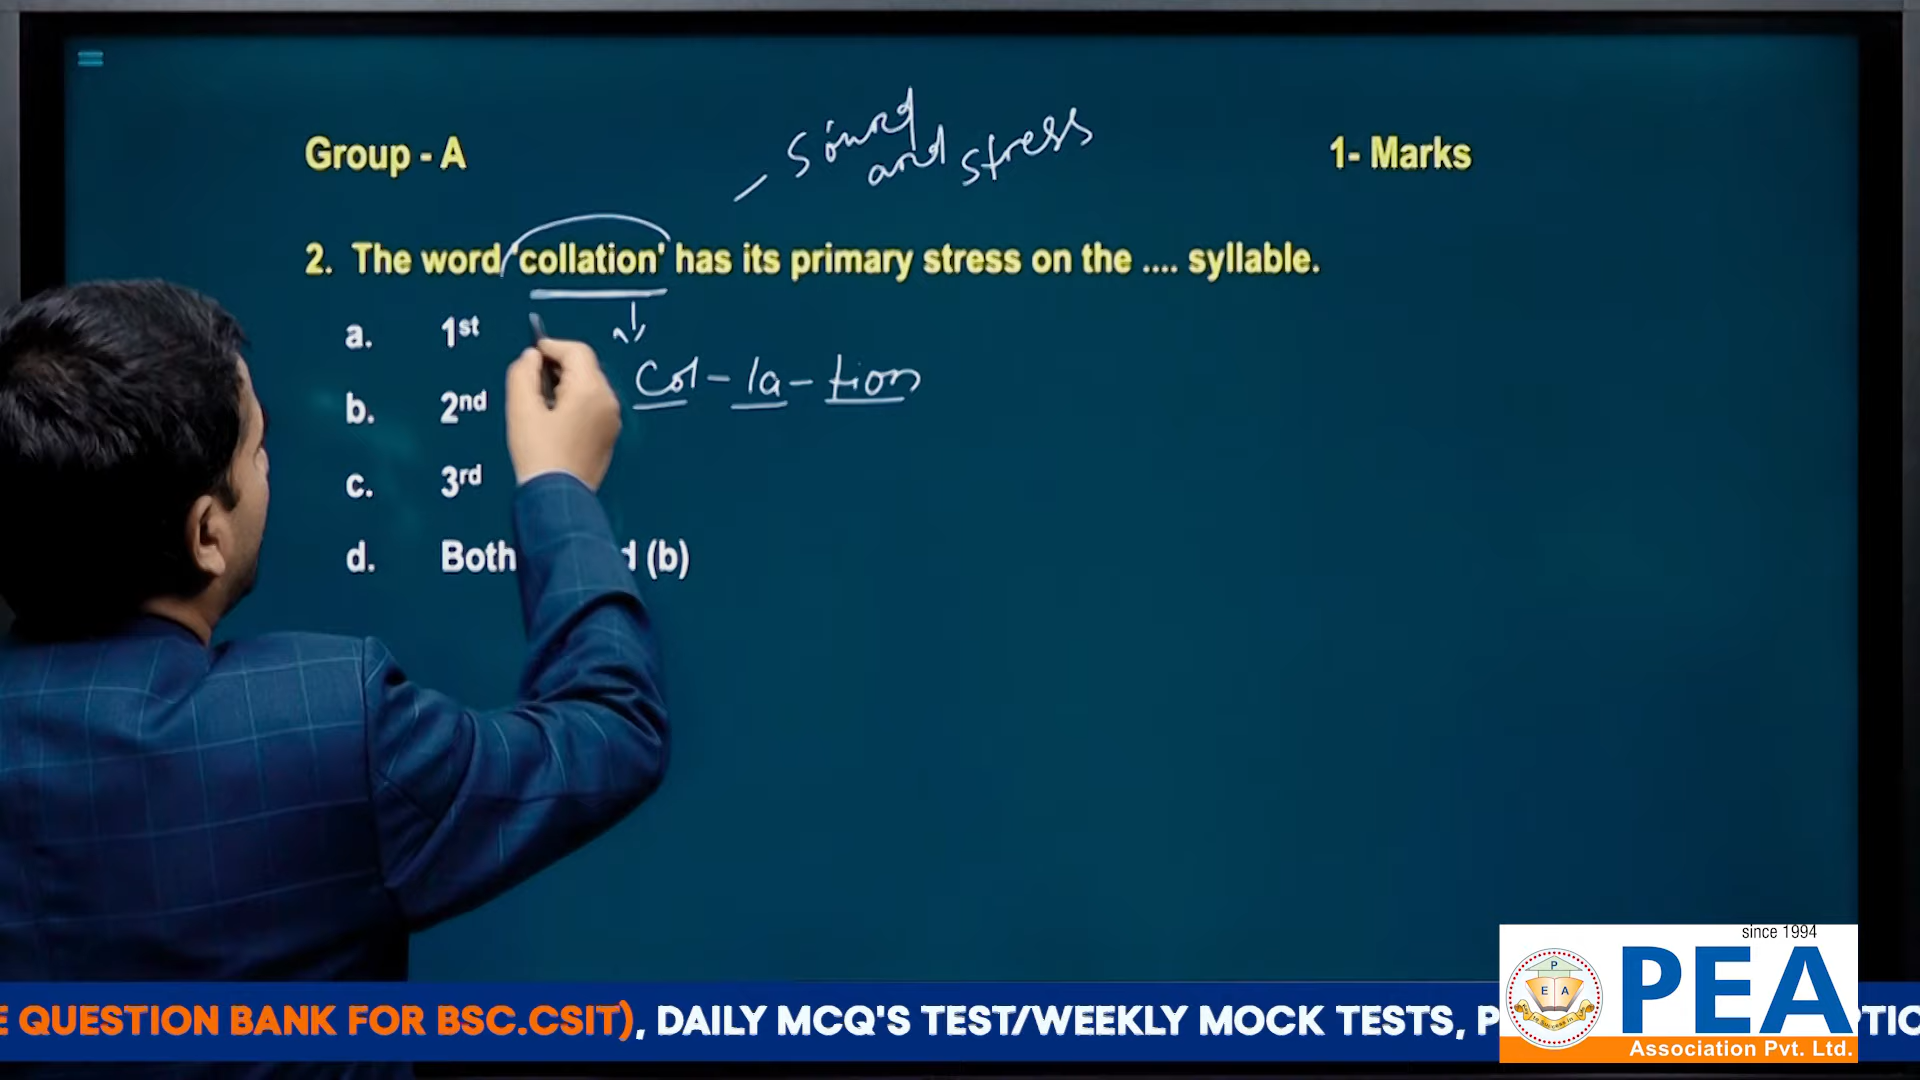 sound
and stress
Group - A
1- Marks
2. The word 'collation' has its primary stress on the .... syllable.
a. 1st
b. 2nd
Col - la - tion
c. 3rd
d. Both (b)
since 1994
P
E A
PEA
Association Pvt. Ltd.
E QUESTION BANK FOR BSC.CSIT), DAILY MCQ'S TEST/WEEKLY MOCK TESTS, P PTIO